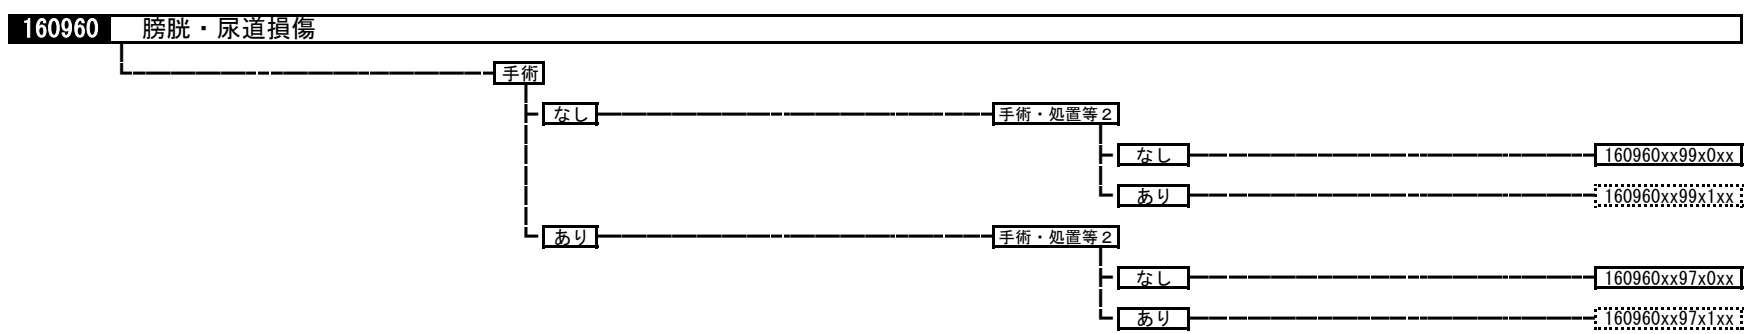 160960 膀胱・尿道損傷
手術
なし 手術・処置等２
なし 160960xx99x0xx
あり 160960xx99x1xx
あり 手術・処置等２
なし 160960xx97x0xx
あり 160960xx97x1xx